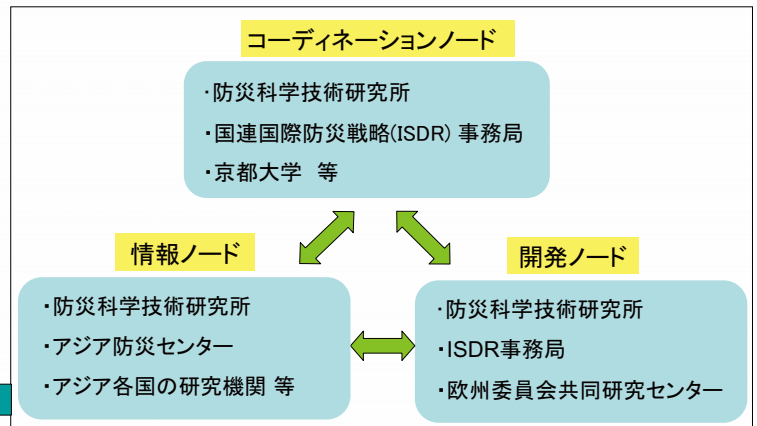 コーディネーションノード
・防災科学技術研究所
・国連国際防災戦略(ISDR) 事務局
・京都大学　等
情報ノード
・防災科学技術研究所
・アジア防災センター
・アジア各国の研究機関 等
開発ノード
・防災科学技術研究所
・ISDR事務局
・欧州委員会共同研究センター